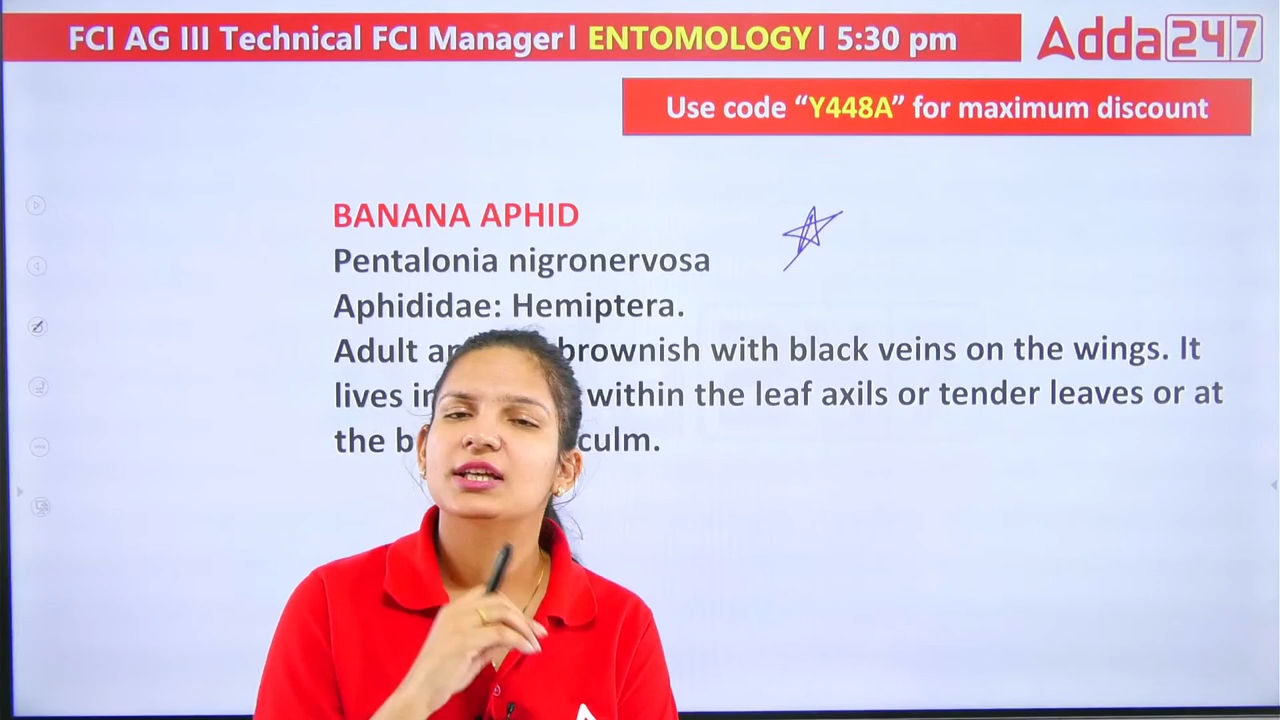 FCI AG III Technical FCI Manager| ENTOMOLOGY| 5:30 pm
Adda247
Use code “Y448A” for maximum discount
BANANA APHID
Pentalonia nigronervosa
Aphididae: Hemiptera.
Adult brownish with black veins on the wings. It
lives within the leaf axils or tender leaves or at
the culm.